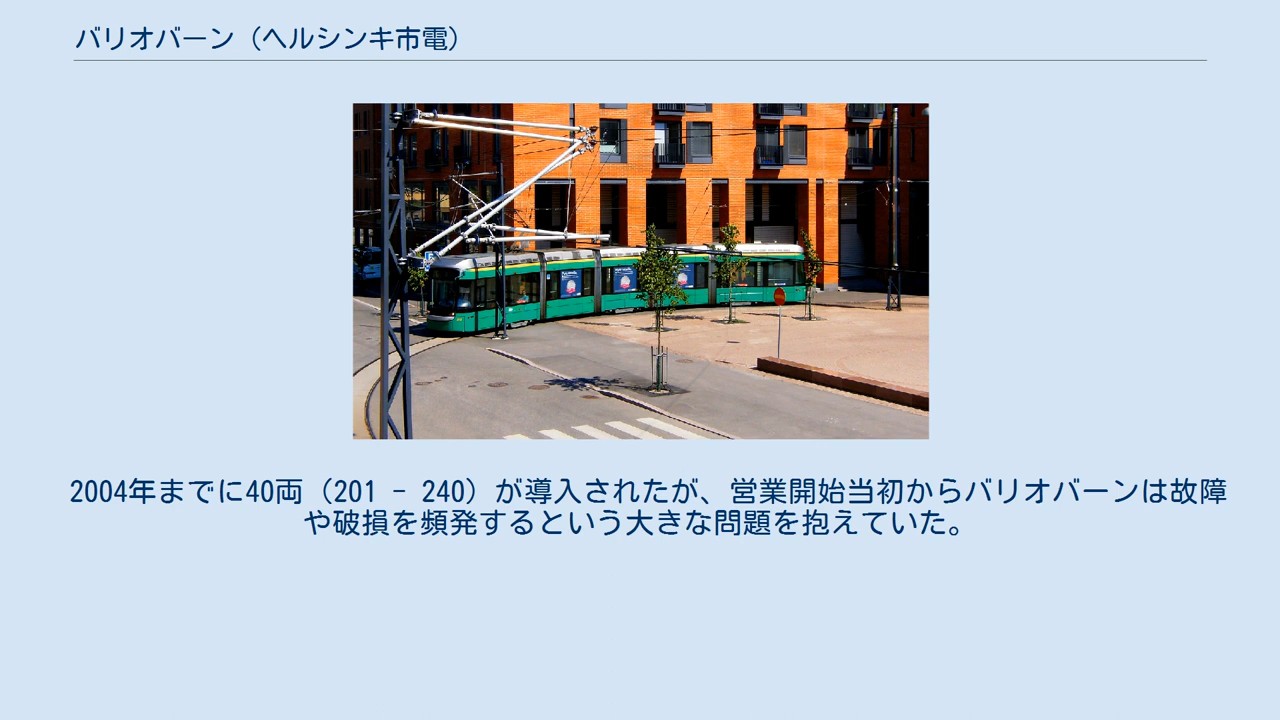 バリオバーン（ヘルシンキ市電）
2004年までに40両（201 - 240）が導入されたが、営業開始当初からバリオバーンは故障
や破損を頻発するという大きな問題を抱えていた。